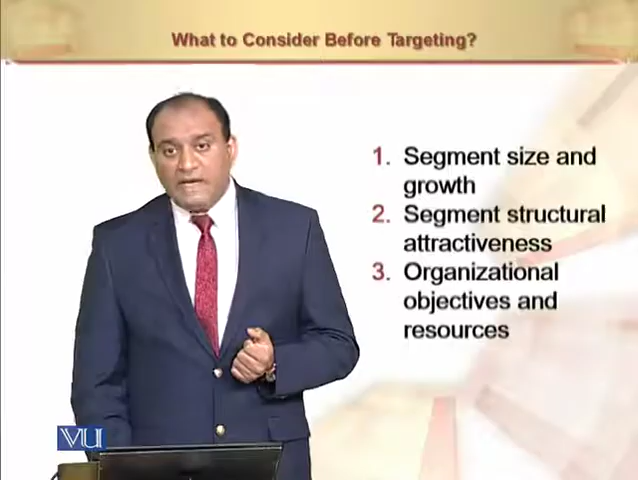 What to Consider Before Targeting?
1. Segment size and
growth
2. Segment structural
attractiveness
3. Organizational
objectives and
resources
VU